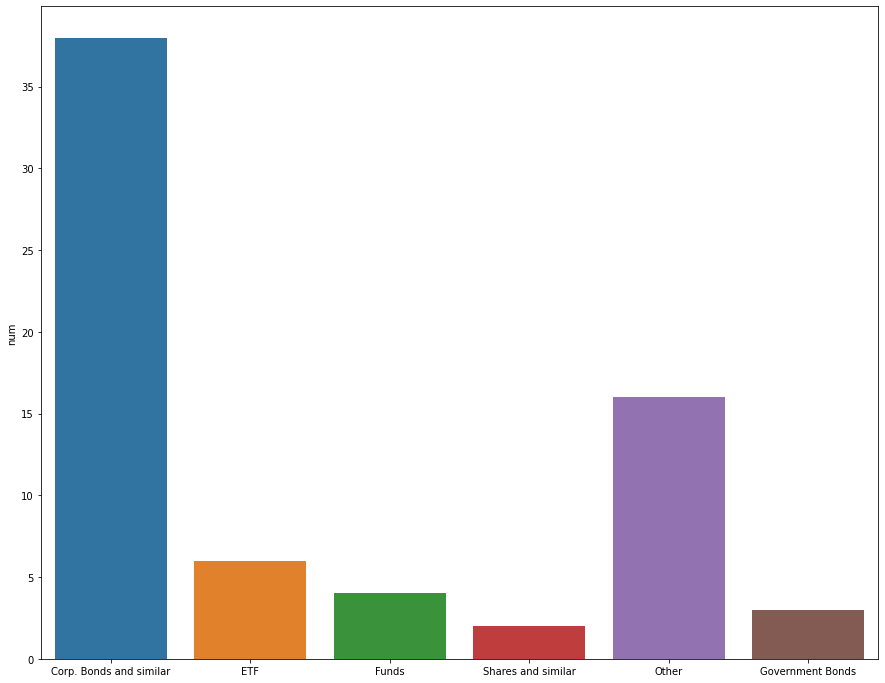 35
30
25
20
15
10
5
0
num
Corp. Bonds and similar
ETF
Funds
Shares and similar
Other
Government Bonds